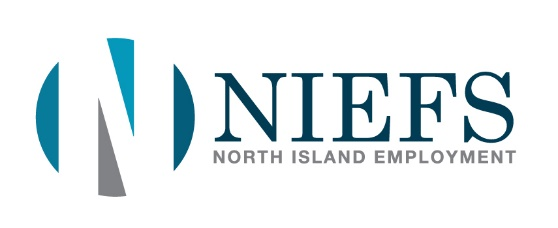 N NIEFS
NORTH ISLAND EMPLOYMENT